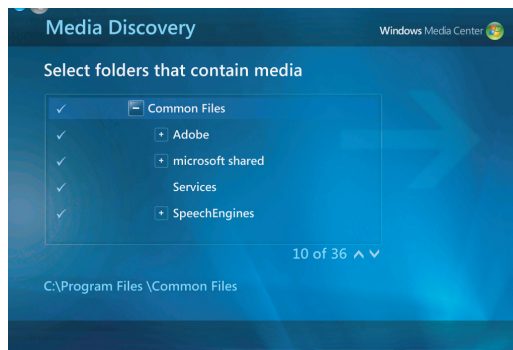 Media Discovery
Windows Media Center
Select folders that contain media
Common Files
Adobe
microsoft shared
Services
SpeechEngines
10 of 36
C:\Program Files \Common Files